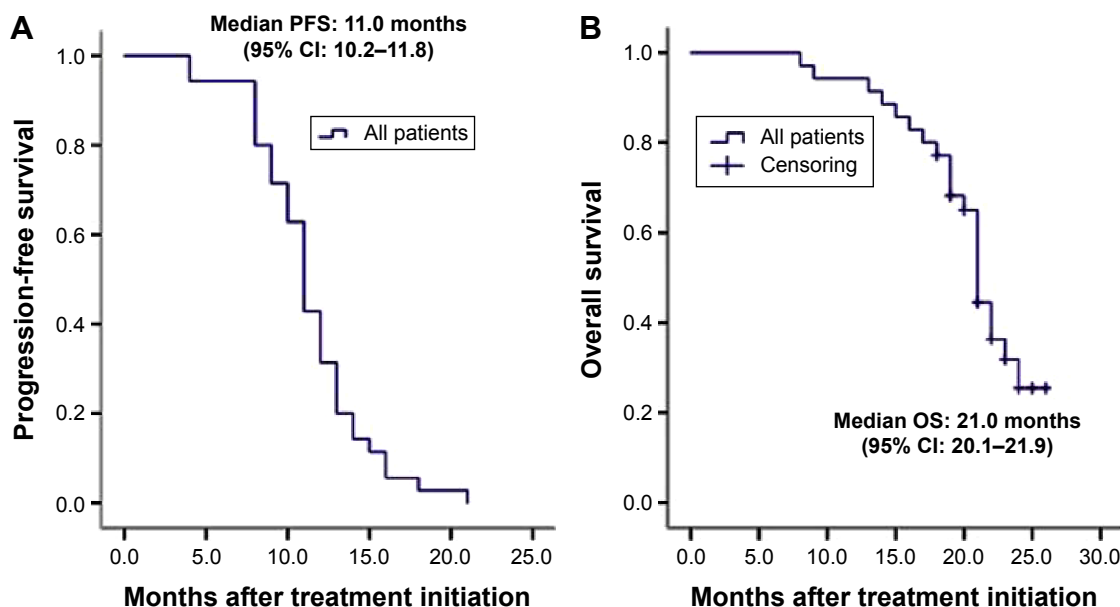 A
Median PFS: 11.0 months
(95% CI: 10.2–11.8)
Progression-free survival
1.0
0.8
0.6
0.4
0.2
0.0
All patients
0.0 5.0 10.0 15.0 20.0 25.0
Months after treatment initiation
B
Overall survival
1.0
0.8
0.6
0.4
0.2
0.0
All patients
Censoring
Median OS: 21.0 months
(95% CI: 20.1–21.9)
0.0 5.0 10.0 15.0 20.0 25.0 30.0
Months after treatment initiation